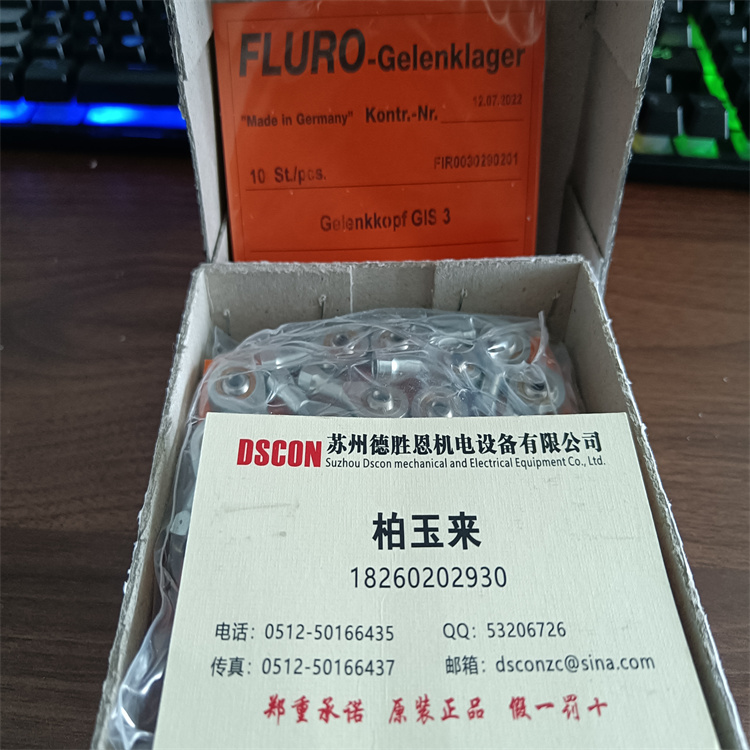 FLURO-Gelenklager
"Made in Germany" Kontr.-Nr. 12.07.2022
10 St./pcs. FIR0030290201
Gelenkkopf GIS 3
DSCON 苏州德胜恩机电设备有限公司
Suzhou Dscon mechanical and Electrical Equipment Co., Ltd.
柏玉来
18260202930
电话：0512-50166435 QQ：53206726
传真：0512-50166437 邮箱：dsconzc@sina.com
郑重承诺 原装正品 假一罚十